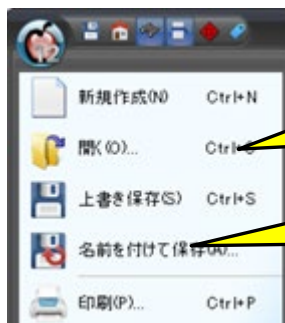 新規作成(N) Ctrl+N
開く(O)... Ctrl+O
上書き保存(S) Ctrl+S
名前を付けて保存(A)...
印刷(P)... Ctrl+P